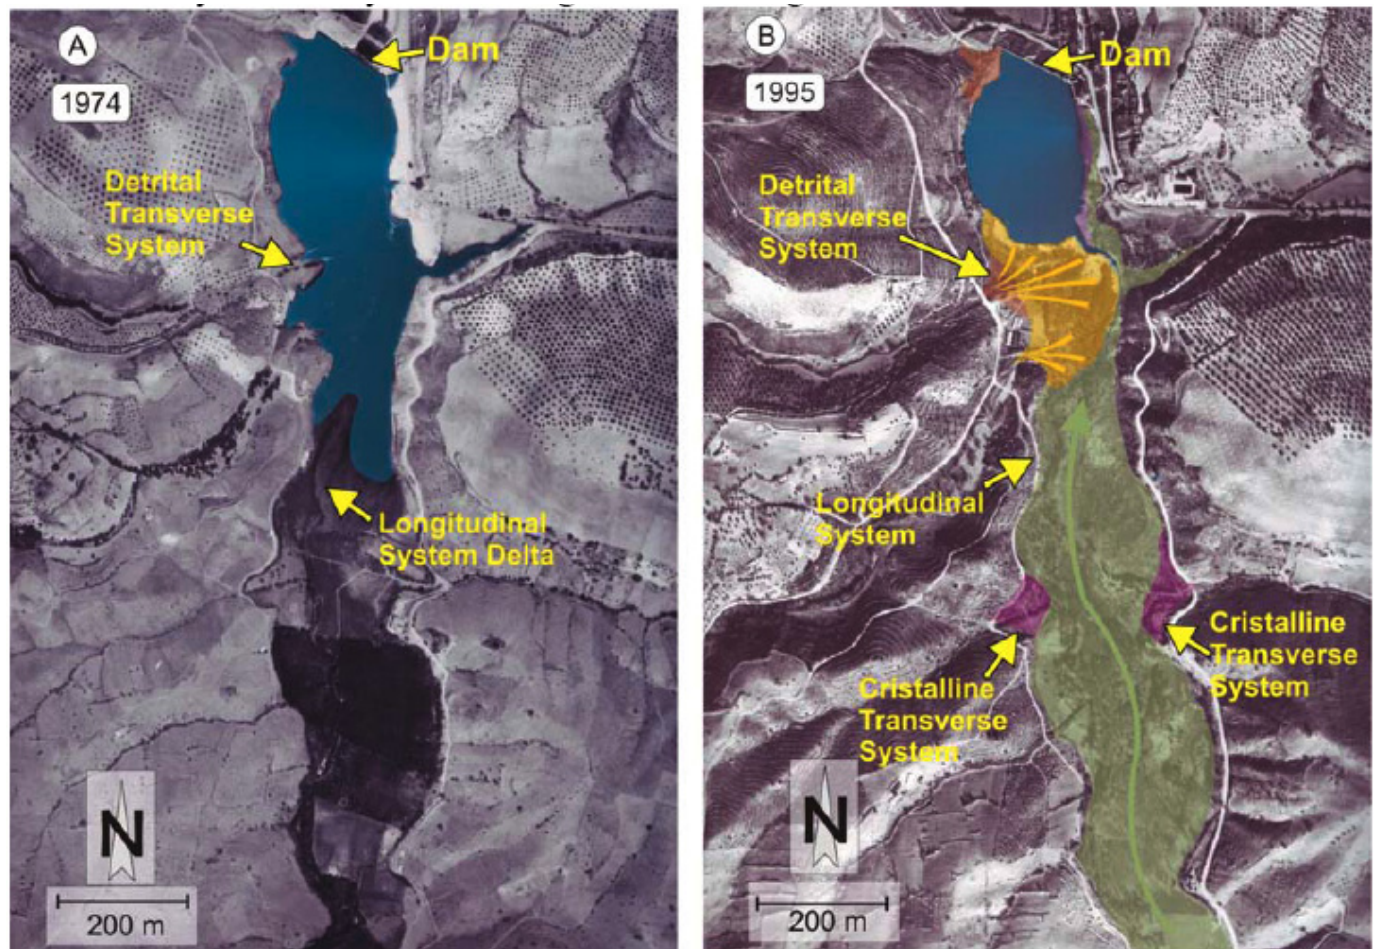 A
1974
Dam
Detrital
Transverse
System
Longitudinal
System Delta
N
200 m
B
1995
Dam
Detrital
Transverse
System
Longitudinal
System
Cristalline
Transverse
System
Cristalline
Transverse
System
N
200 m